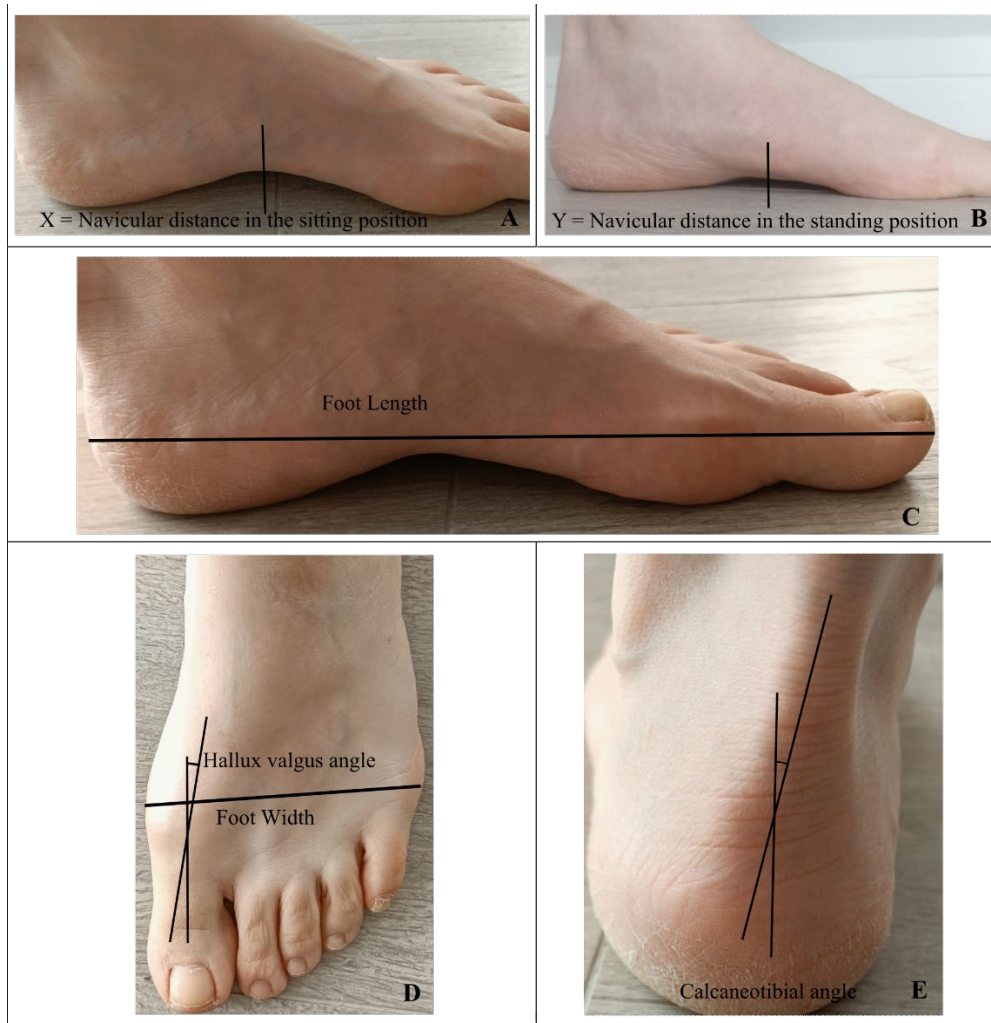 X = Navicular distance in the sitting position
A
Y = Navicular distance in the standing position
B
Foot Length
C
Hallux valgus angle
Foot Width
D
Calcaneotibial angle
E